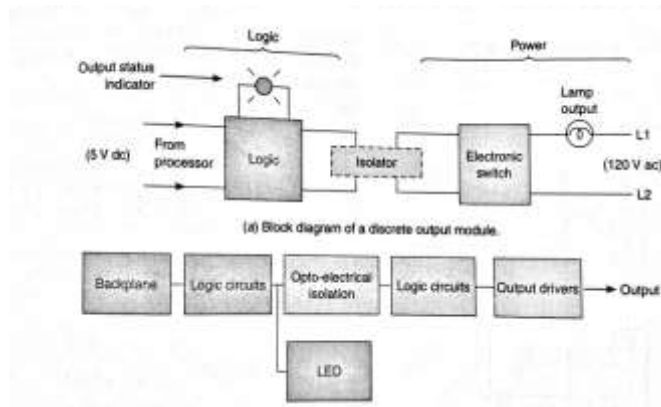 Logic
Power
Output status
indicator
Lamp
output
L1
(5 V dc)
From
processor
Logic
Isolator
Electronic
switch
(120 V ac)
L2
(a) Block diagram of a discrete output module.
Backplane
Logic circuits
Opto-electrical
isolation
Logic circuits
Output drivers
Output
LED